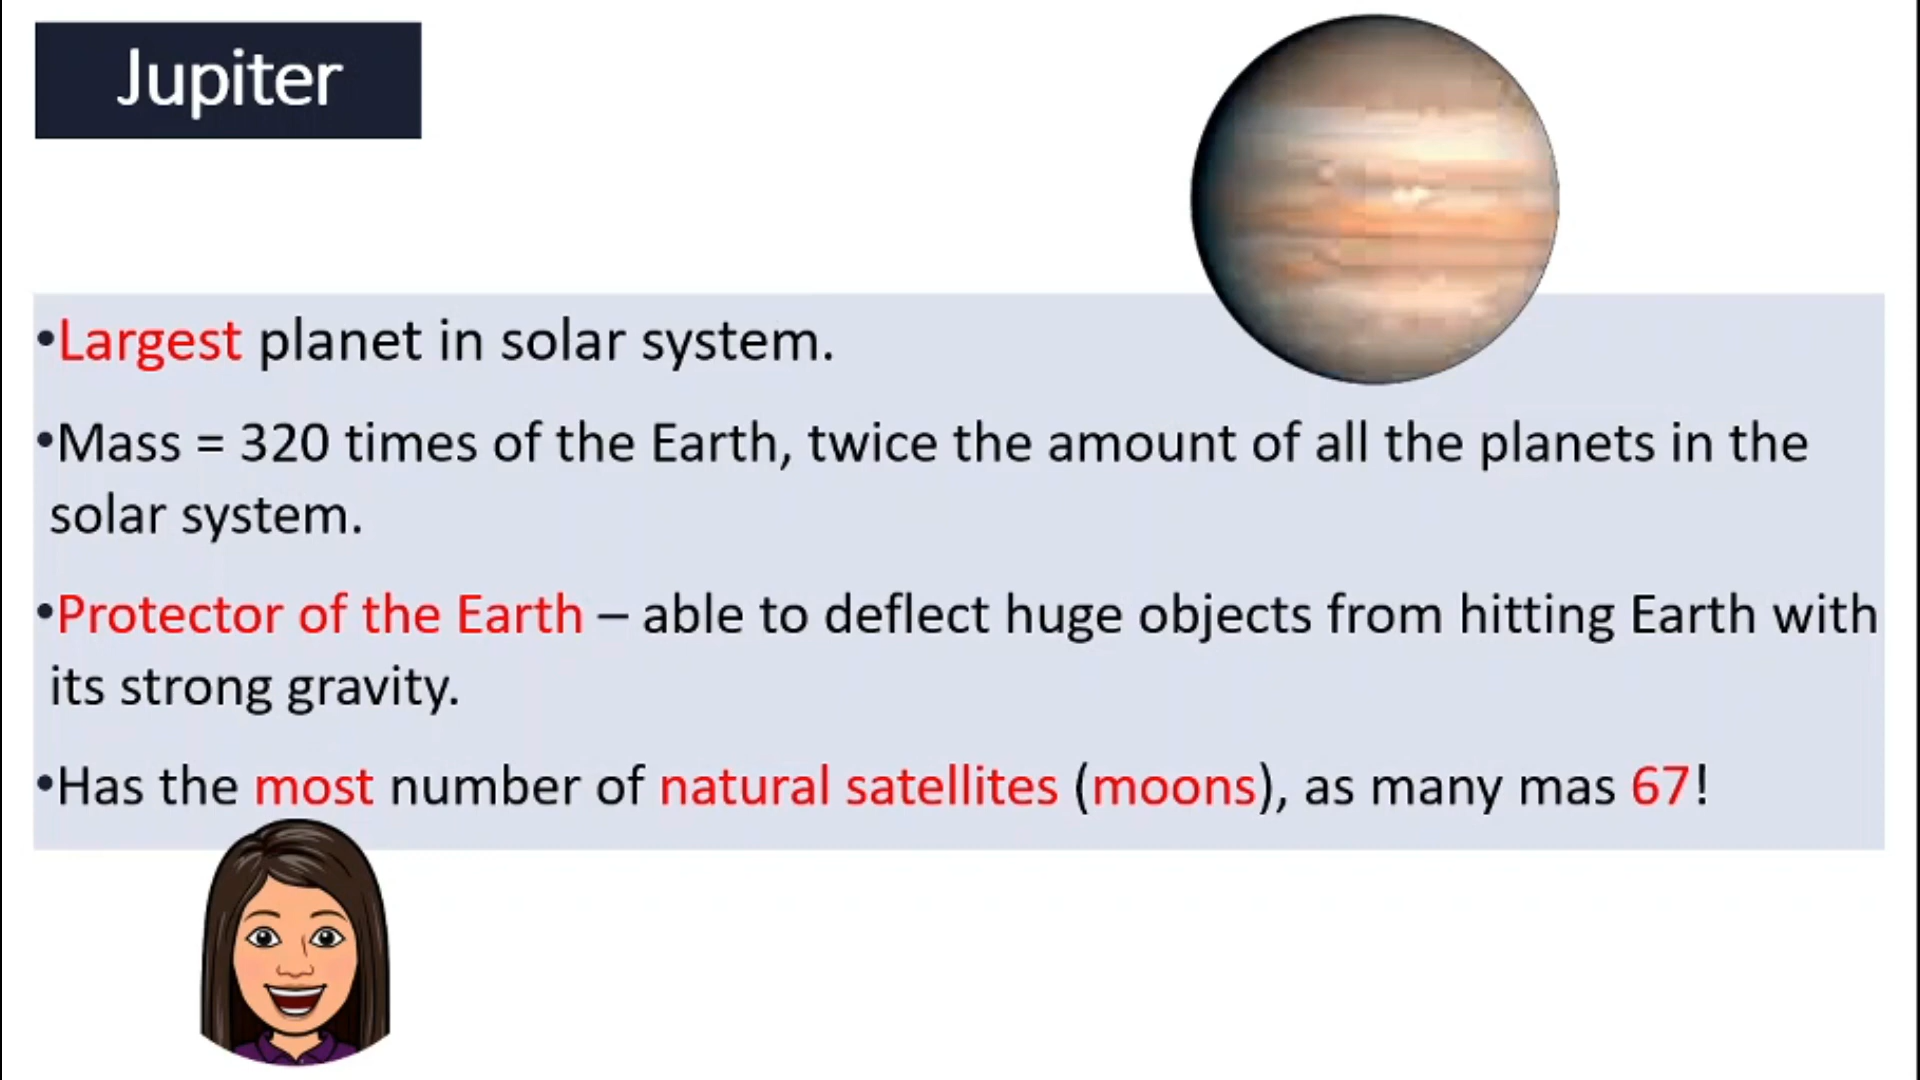 Jupiter
•Largest planet in solar system.
•Mass = 320 times of the Earth, twice the amount of all the planets in the
solar system.
•Protector of the Earth – able to deflect huge objects from hitting Earth with
its strong gravity.
•Has the most number of natural satellites (moons), as many mas 67!